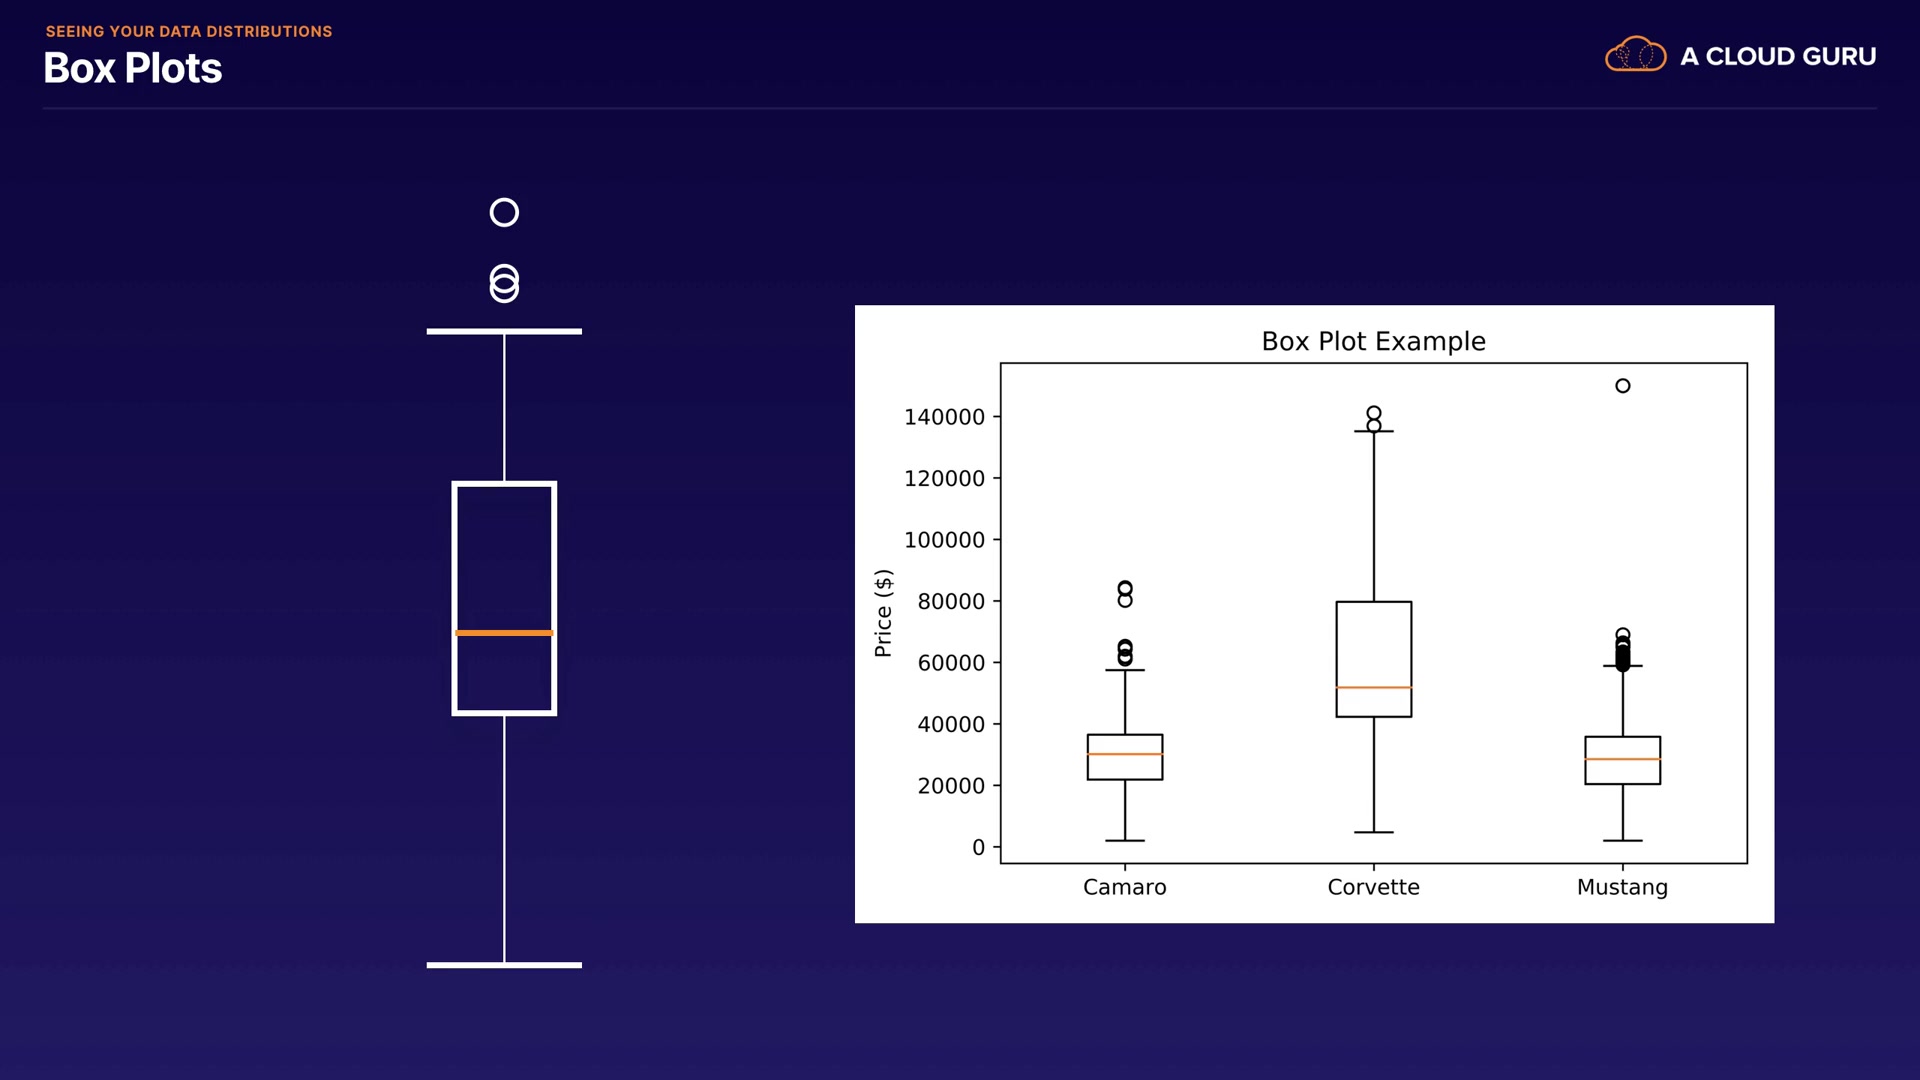 SEEING YOUR DATA DISTRIBUTIONS
Box Plots
A CLOUD GURU
Box Plot Example
Price ($)
140000
120000
100000
80000
60000
40000
20000
0
Camaro Corvette Mustang